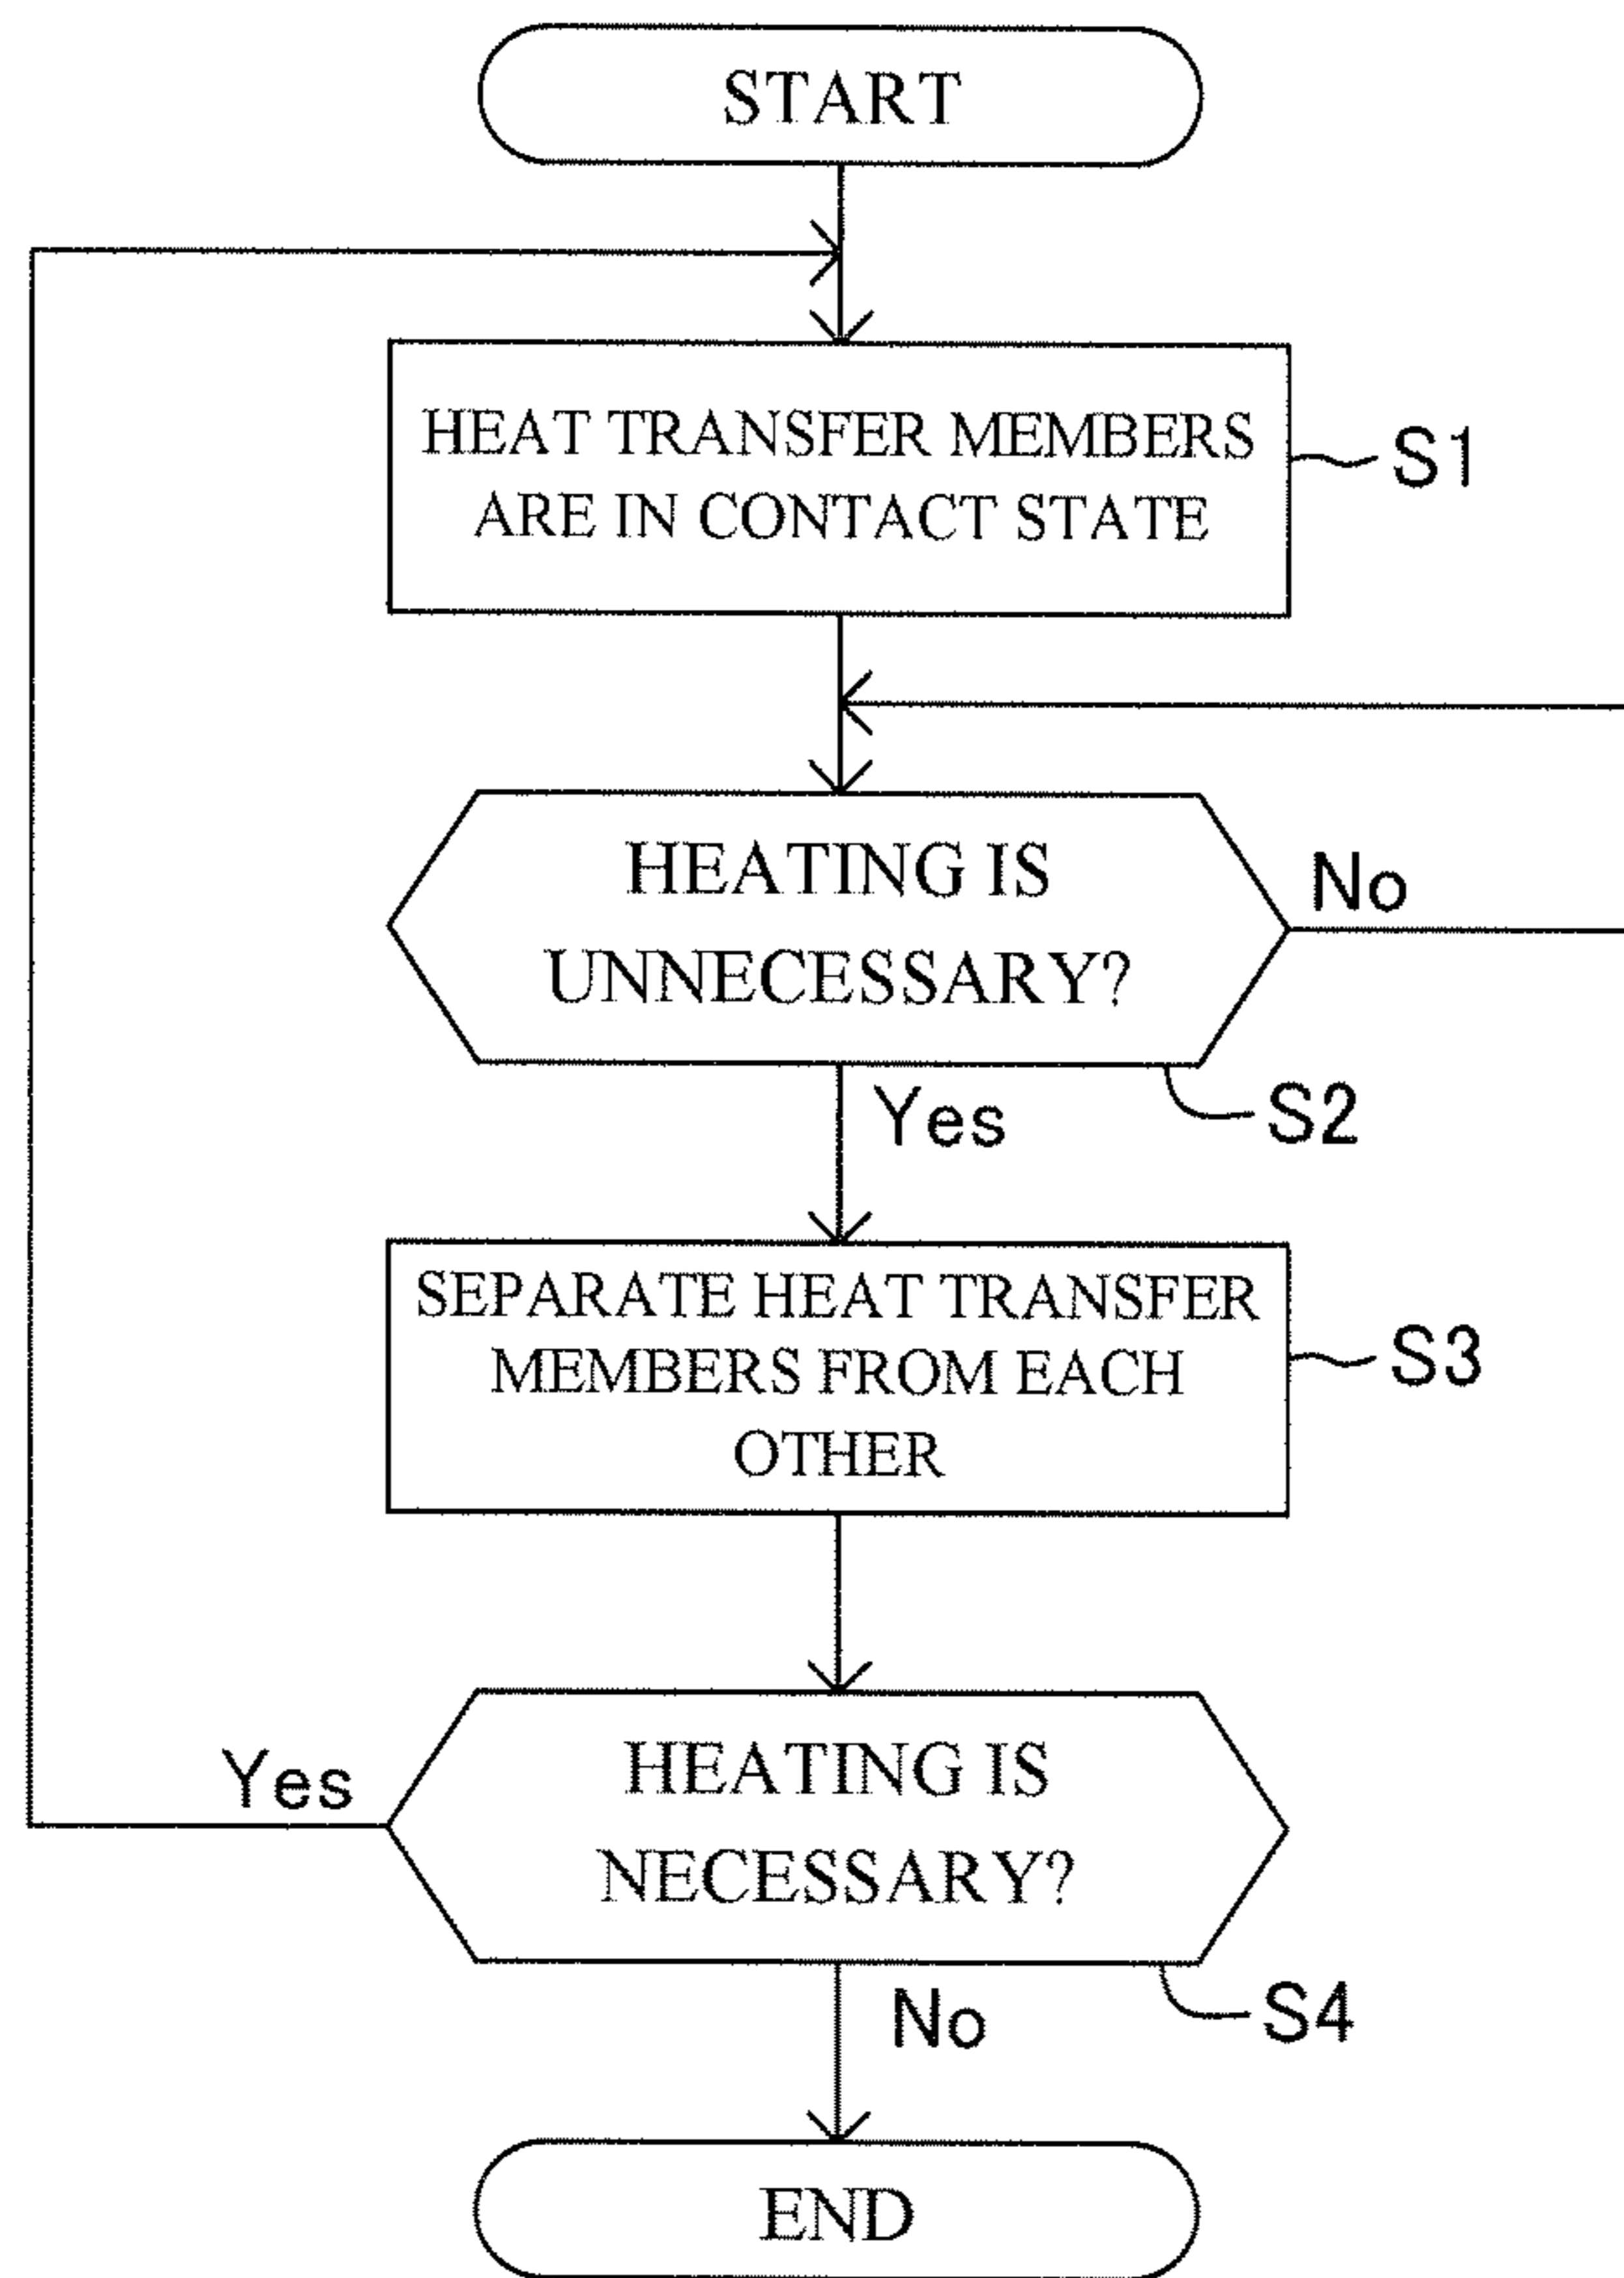 START
HEAT TRANSFER MEMBERS
ARE IN CONTACT STATE
S1
HEATING IS
UNNECESSARY?
No
Yes
S2
SEPARATE HEAT TRANSFER
MEMBERS FROM EACH
OTHER
S3
HEATING IS
NECESSARY?
Yes
No
S4
END